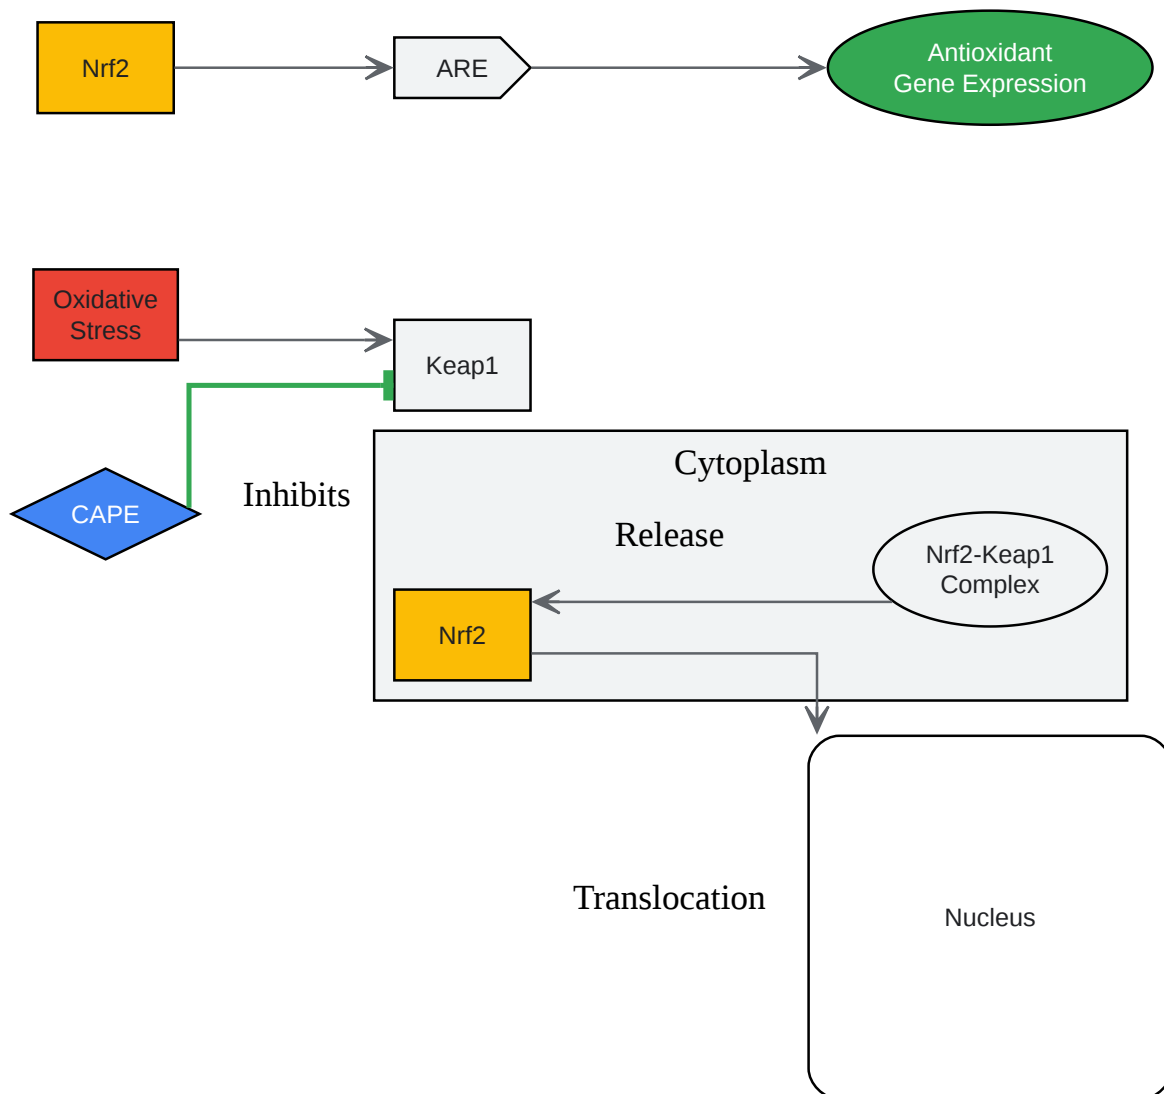 Nrf2
ARE
Antioxidant
Gene Expression
Oxidative
Stress
Keap1
CAPE
Inhibits
Cytoplasm
Release
Nrf2-Keap1
Complex
Nrf2
Translocation
Nucleus